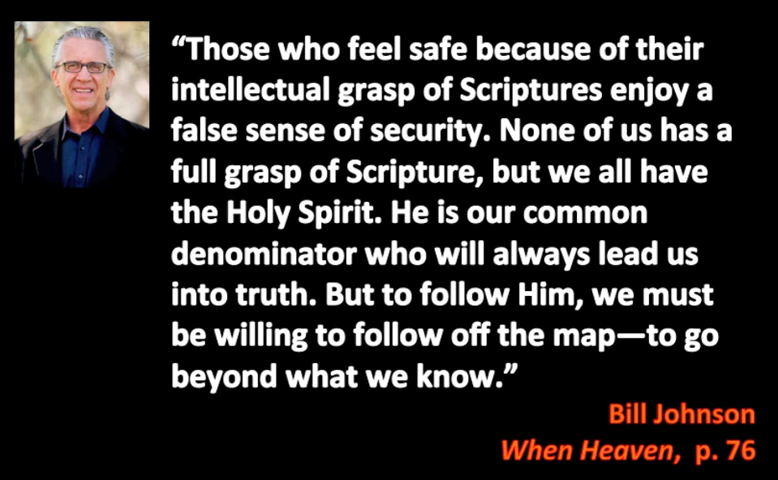 “Those who feel safe because of their
intellectual grasp of Scriptures enjoy a
false sense of security. None of us has a
full grasp of Scripture, but we all have
the Holy Spirit. He is our common
denominator who will always lead us
into truth. But to follow Him, we must
be willing to follow off the map—to go
beyond what we know.”
Bill Johnson
When Heaven, p. 76